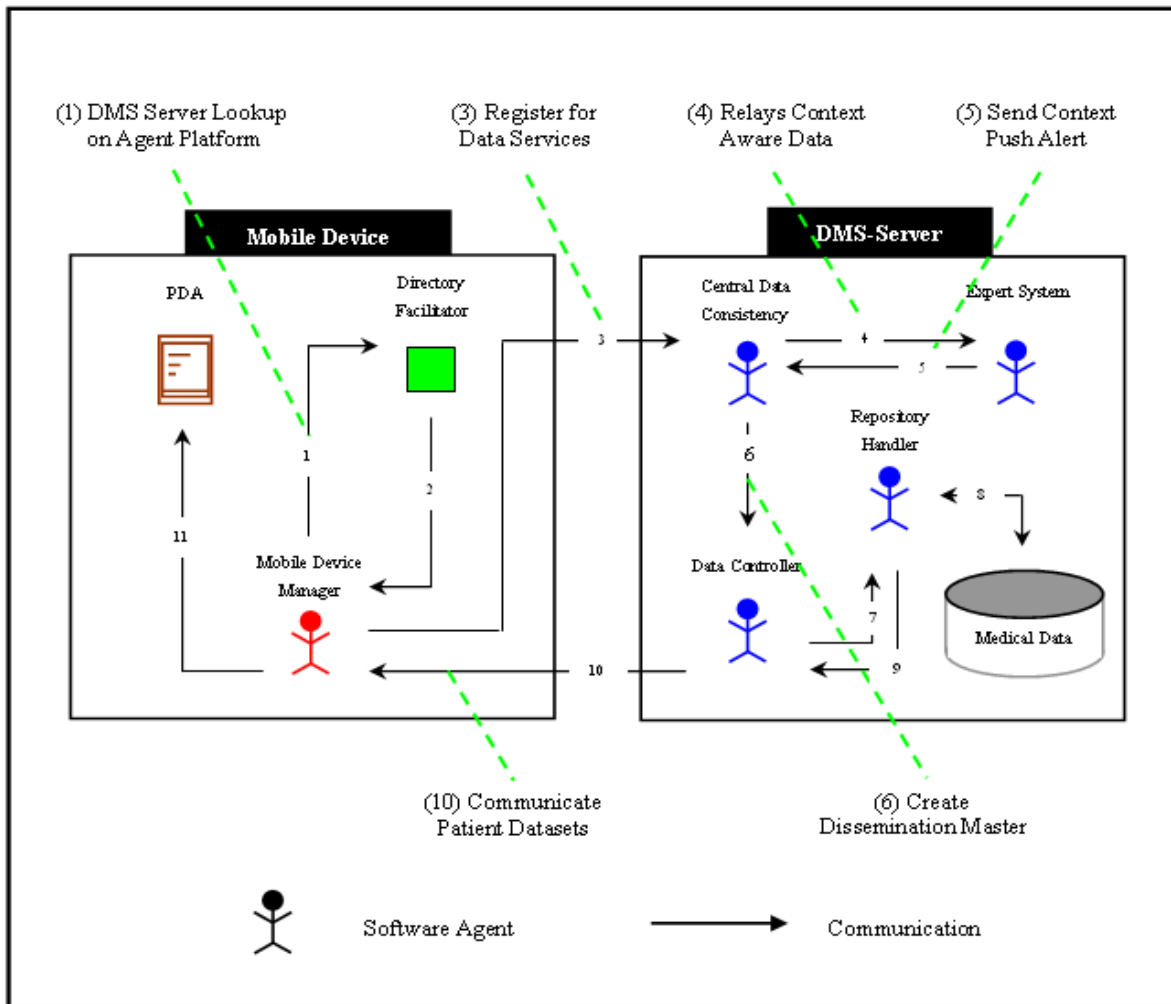 (1) DMS Server Lookup
on Agent Platform
(3) Register for
Data Services
(4) Relays Context
Aware Data
(5) Send Context
Push Alert
Mobile Device
DMS-Server
PDA
Directory
Facilitator
Central Data
Consistency
Expert System
3
4
5
1
2
6
Repository
Handler
8
11
Mobile Device
Manager
Data Controller
7
Medical Data
10
9
(10) Communicate
Patient Datasets
(6) Create
Dissemination Master
Software Agent
Communication